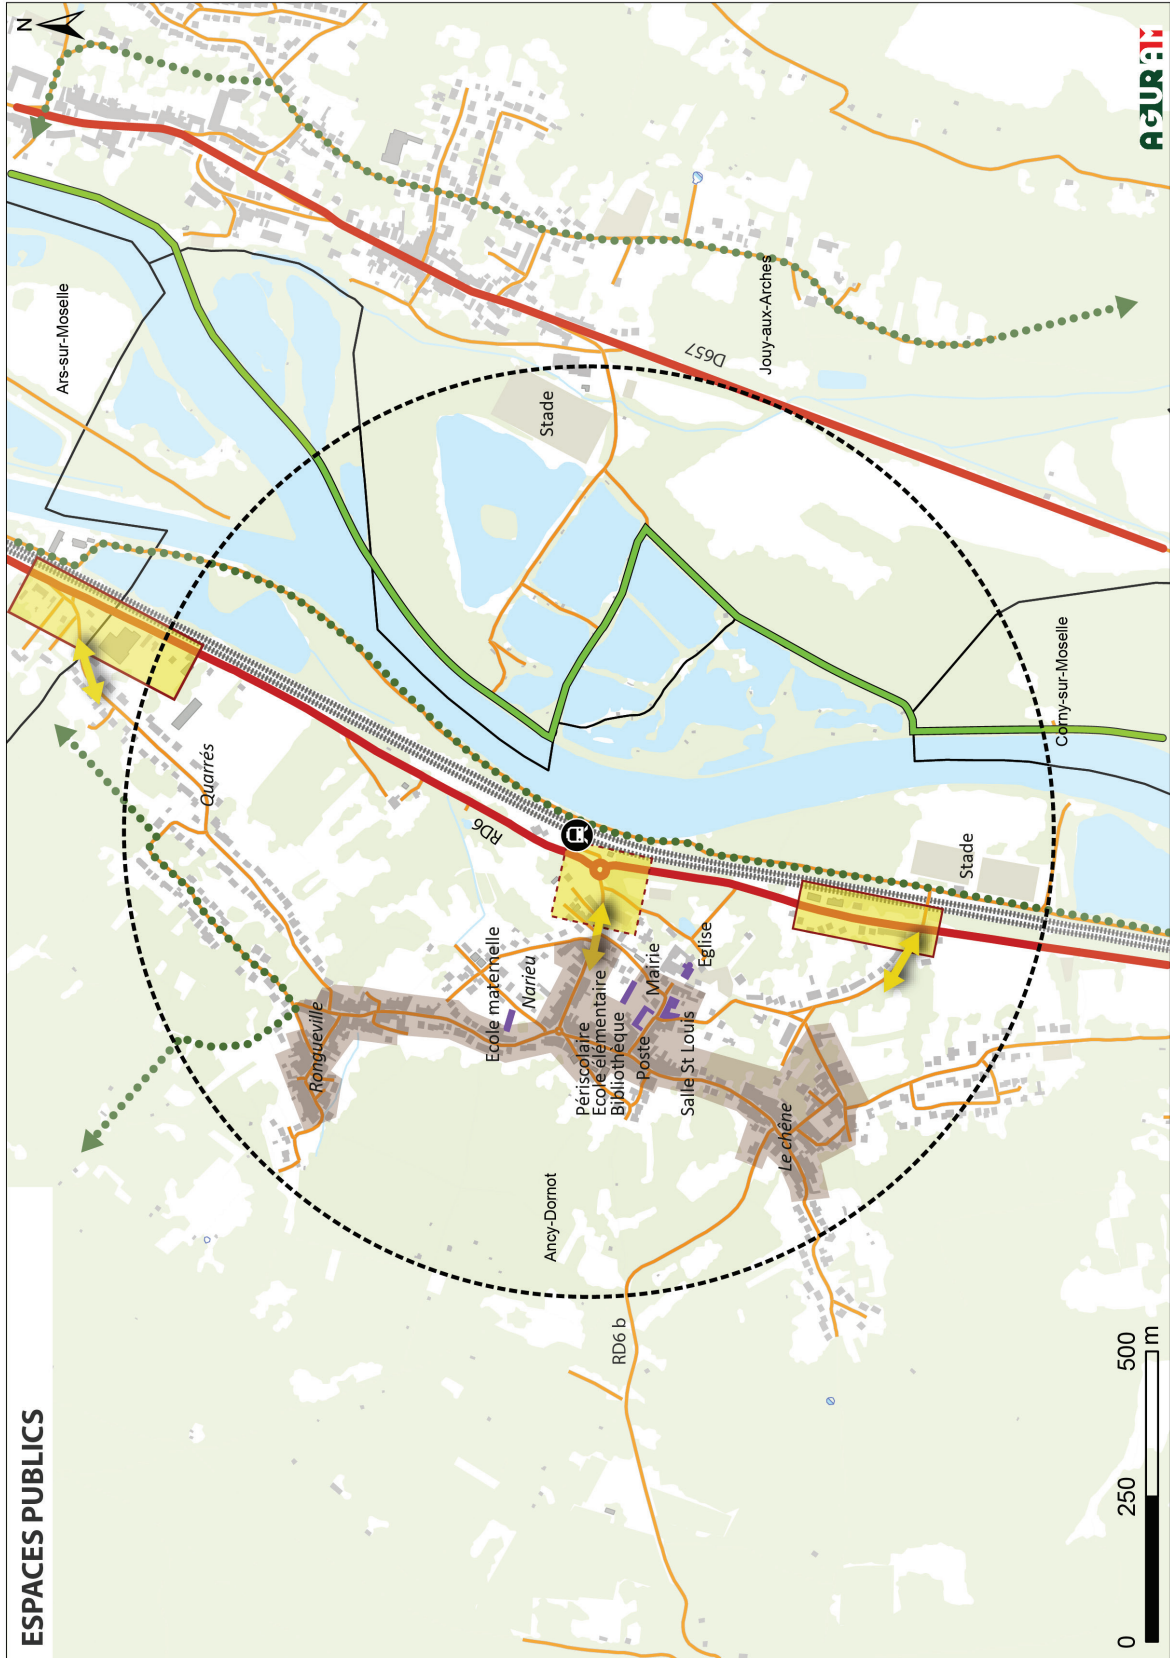 ESPACES PUBLICS
N
Ars-sur-Moselle
Quarrés
Rongueville
RD6
Ecole maternelle
Narieu
Périscolaire
Ecole élémentaire
Bibliothèque
Poste
Mairie
Salle St Louis
Eglise
Le chêne
Ancy-Dornot
RD6 b
Stade
Stade
D657
Jouy-aux-Arches
Corny-sur-Moselle
0 250 500
m
AGURAM